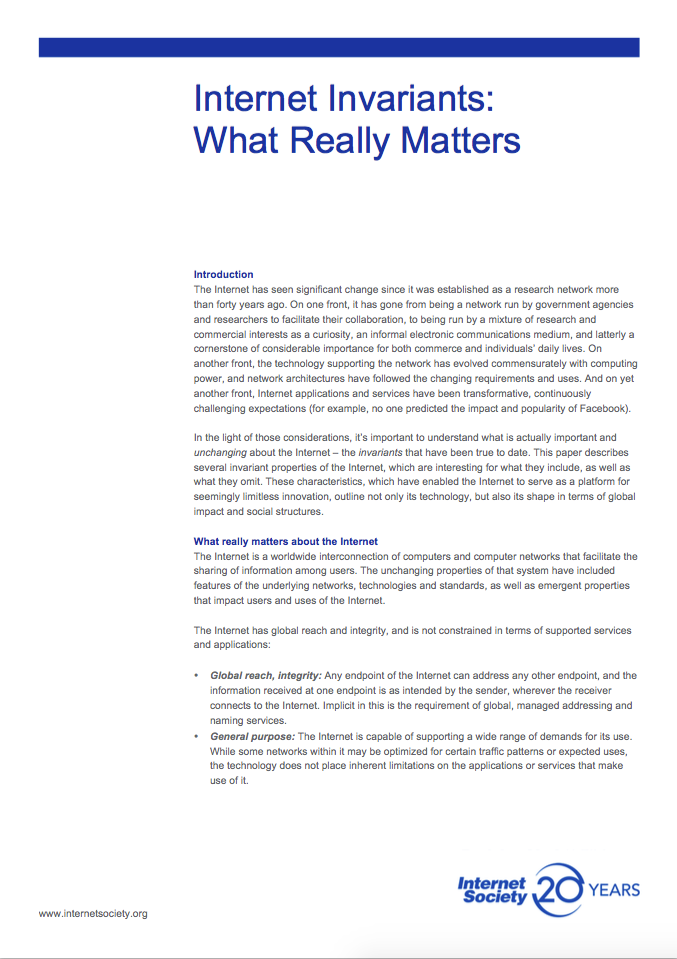 Internet Invariants:
What Really Matters
Introduction
The Internet has seen significant change since it was established as a research network more
than forty years ago. On one front, it has gone from being a network run by government agencies
and researchers to facilitate their collaboration, to being run by a mixture of research and
commercial interests as a curiosity, an informal electronic communications medium, and latterly a
cornerstone of considerable importance for both commerce and individuals’ daily lives. On
another front, the technology supporting the network has evolved commensurately with computing
power, and network architectures have followed the changing requirements and uses. And on yet
another front, Internet applications and services have been transformative, continuously
challenging expectations (for example, no one predicted the impact and popularity of Facebook).
In the light of those considerations, it’s important to understand what is actually important and
unchanging about the Internet – the invariants that have been true to date. This paper describes
several invariant properties of the Internet, which are interesting for what they include, as well as
what they omit. These characteristics, which have enabled the Internet to serve as a platform for
seemingly limitless innovation, outline not only its technology, but also its shape in terms of global
impact and social structures.
What really matters about the Internet
The Internet is a worldwide interconnection of computers and computer networks that facilitate the
sharing of information among users. The unchanging properties of that system have included
features of the underlying networks, technologies and standards, as well as emergent properties
that impact users and uses of the Internet.
The Internet has global reach and integrity, and is not constrained in terms of supported services
and applications:
• Global reach, integrity: Any endpoint of the Internet can address any other endpoint, and the
information received at one endpoint is as intended by the sender, wherever the receiver
connects to the Internet. Implicit in this is the requirement of global, managed addressing and
naming services.
• General purpose: The Internet is capable of supporting a wide range of demands for its use.
While some networks within it may be optimized for certain traffic patterns or expected uses,
the technology does not place inherent limitations on the applications or services that make
use of it.
Internet
Society 20 YEARS
www.internetsociety.org